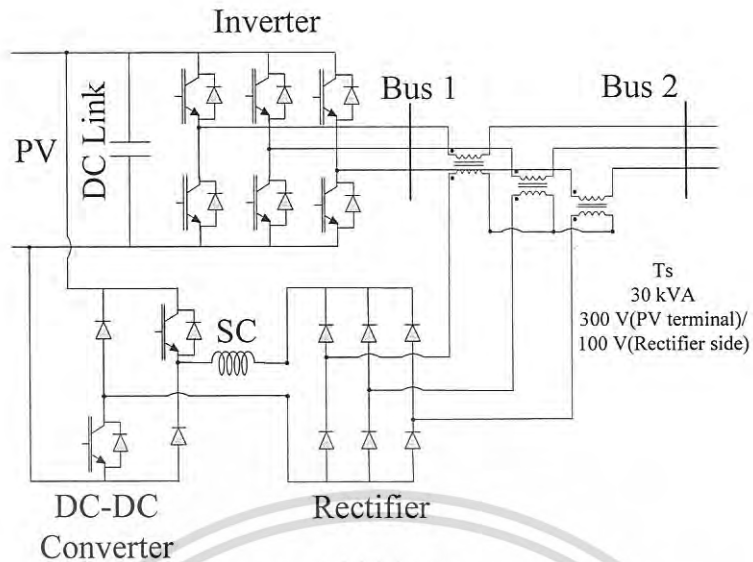 Inverter
Bus 1
Bus 2
PV
DC Link
Ts
30 kVA
300 V(PV terminal)/
100 V(Rectifier side)
SC
DC-DC
Converter
Rectifier